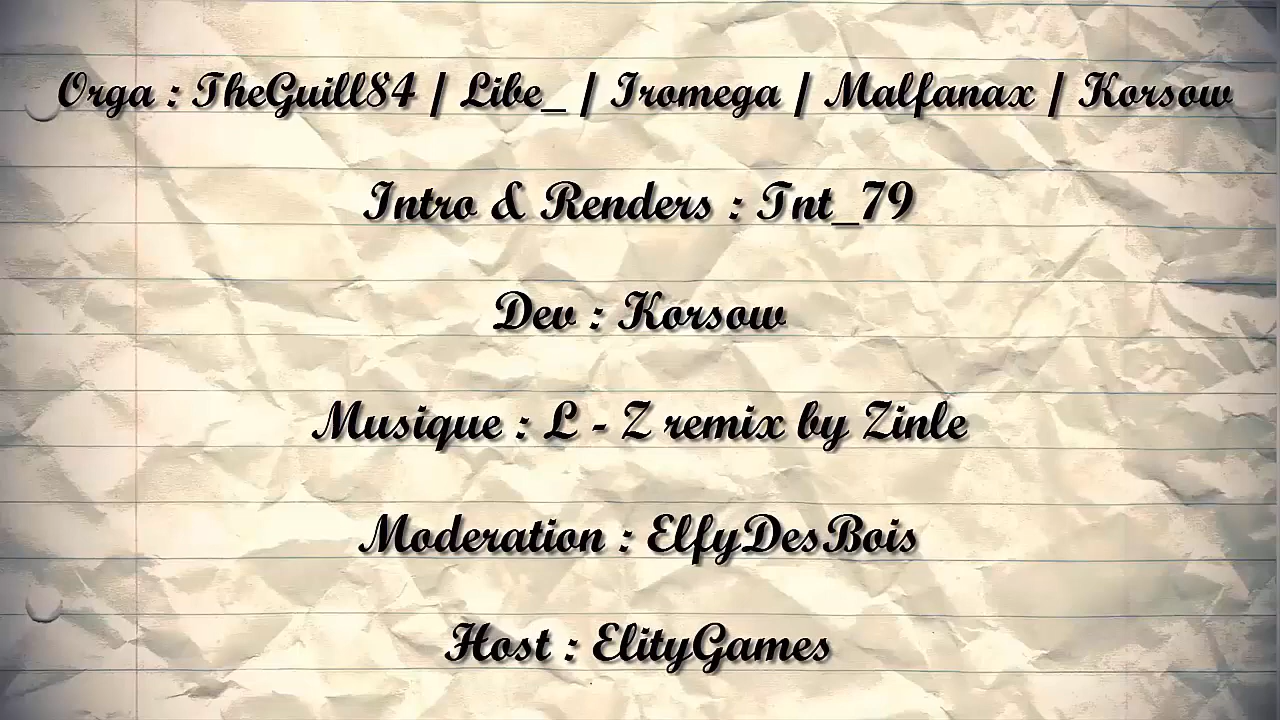 Orga : TheGuill84 / Libe_ / Iromega / Malfanax / Korsow
Intro & Renders : Tnt_79
Dev : Korsow
Musique : L - Z remix by Zinle
Moderation : ElfyDesBois
Host : ElityGames